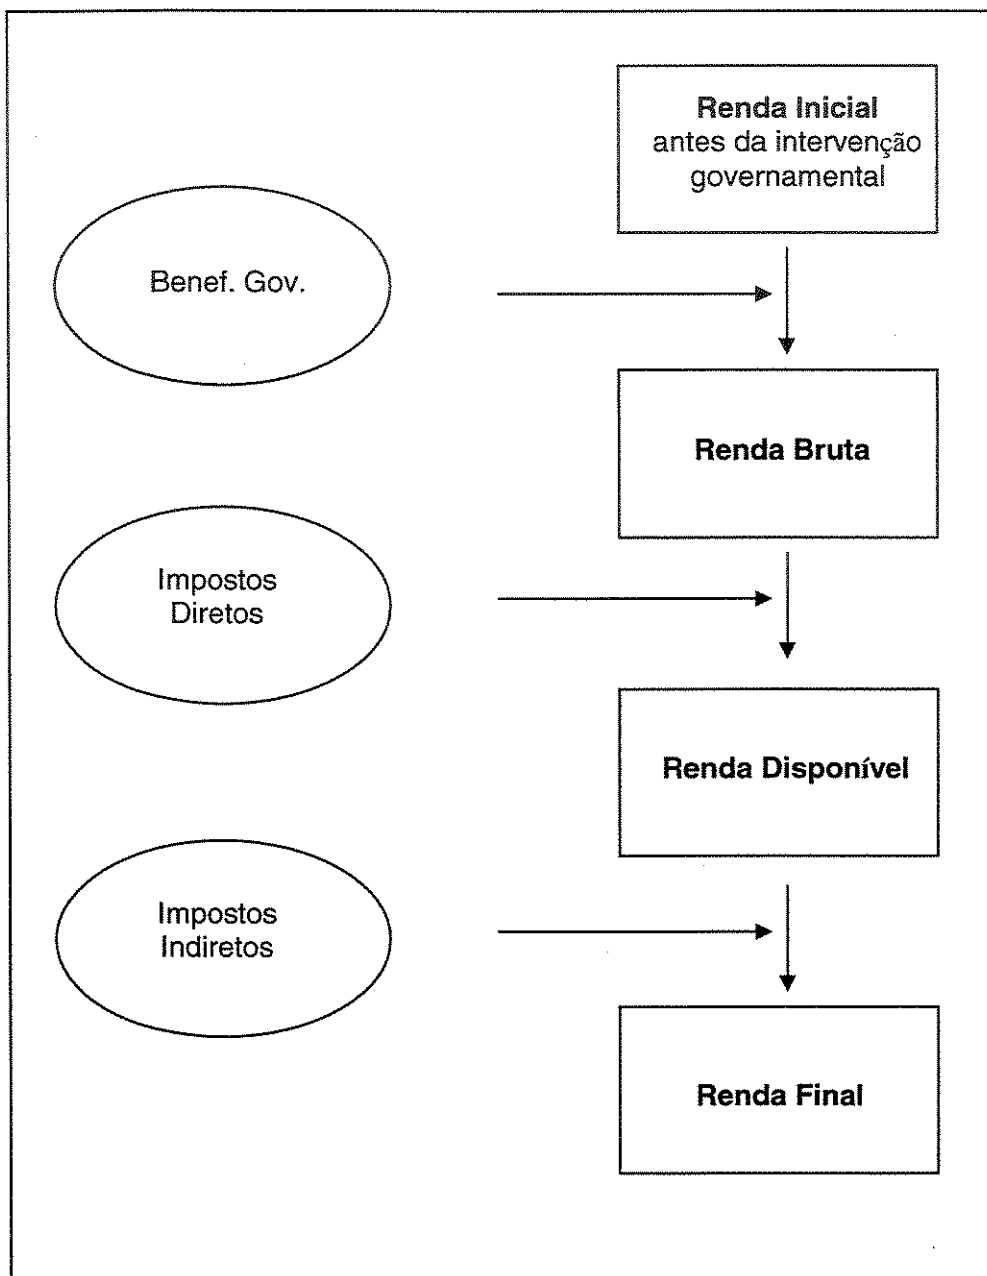 Renda Inicial
antes da intervenção
governamental
Benef. Gov.
Renda Bruta
Impostos
Diretos
Renda Disponível
Impostos
Indiretos
Renda Final